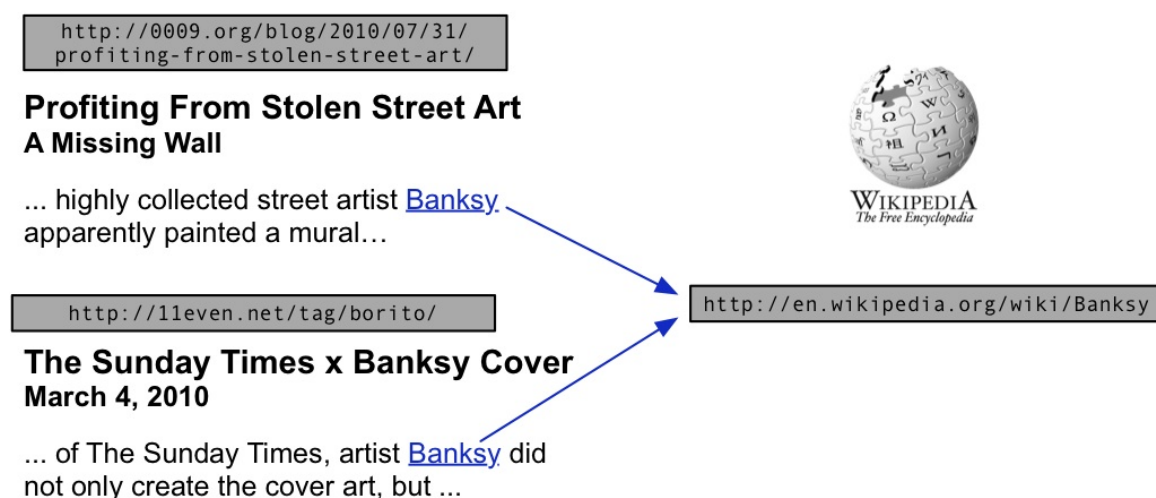 http://0009.org/blog/2010/07/31/
profiting-from-stolen-street-art/
Profiting From Stolen Street Art
A Missing Wall
... highly collected street artist Banksy
apparently painted a mural…
http://11even.net/tag/borito/
The Sunday Times x Banksy Cover
March 4, 2010
... of The Sunday Times, artist Banksy did
not only create the cover art, but ...
Ω W
И
WIKIPEDIA
The Free Encyclopedia
http://en.wikipedia.org/wiki/Banksy